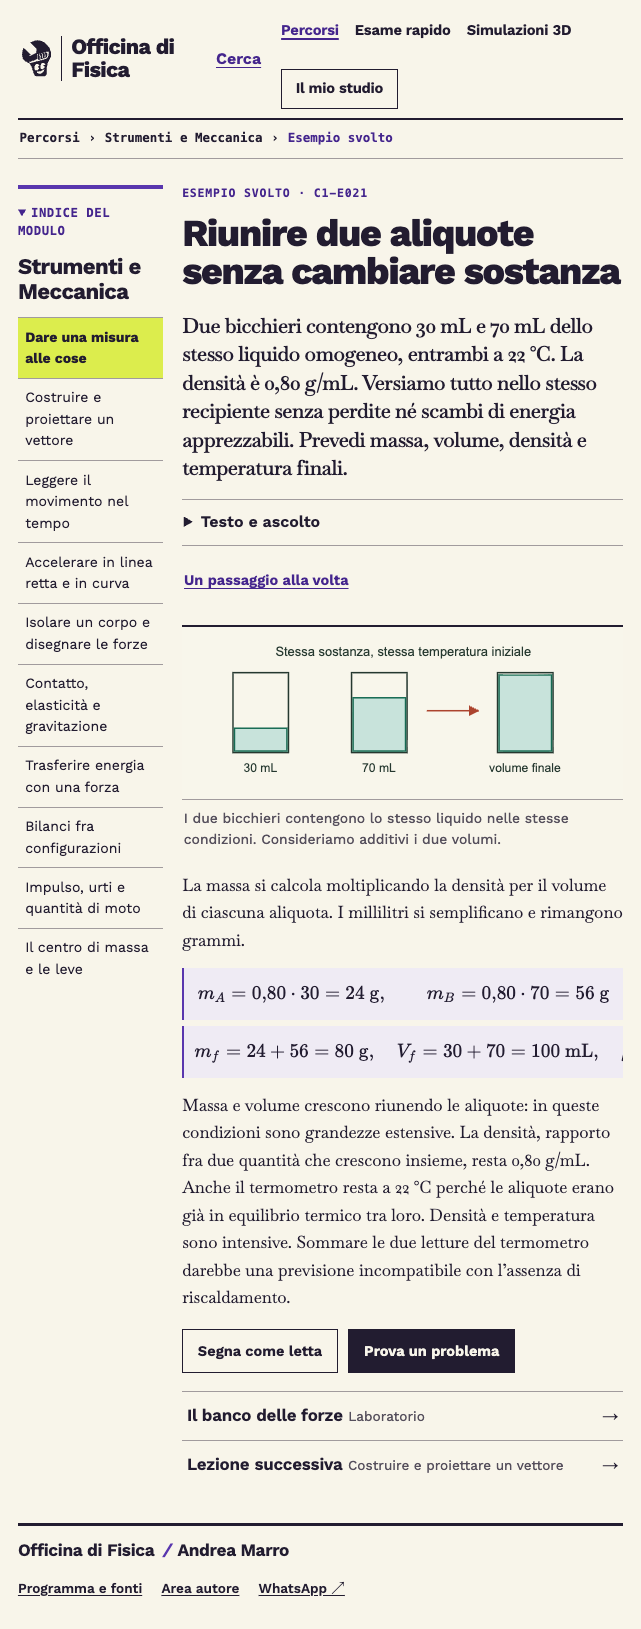 Officina di
Fisica
Cerca
Percorsi
Esame rapido
Simulazioni 3D
Il mio studio
Percorsi › Strumenti e Meccanica › Esempio svolto
▼ INDICE DEL
MODULO
Strumenti e
Meccanica
Dare una misura
alle cose
Costruire e
proiettare un
vettore
Leggere il
movimento nel
tempo
Accelerare in linea
retta e in curva
Isolare un corpo e
disegnare le forze
Contatto,
elasticità e
gravitazione
Trasferire energia
con una forza
Bilanci fra
configurazioni
Impulso, urti e
quantità di moto
Il centro di massa
e le leve
ESEMPIO SVOLTO · C1–E021
Riunire due aliquote
senza cambiare sostanza
Due bicchieri contengono 30 mL e 70 mL dello
stesso liquido omogeneo, entrambi a 22 °C. La
densità è 0,80 g/mL. Versiamo tutto nello stesso
recipiente senza perdite né scambi di energia
apprezzabili. Prevedi massa, volume, densità e
temperatura finali.
▶ Testo e ascolto
Un passaggio alla volta
Stessa sostanza, stessa temperatura iniziale
30 mL
70 mL
volume finale
I due bicchieri contengono lo stesso liquido nelle stesse
condizioni. Consideriamo additivi i due volumi.
La massa si calcola moltiplicando la densità per il volume
di ciascuna aliquota. I millilitri si semplificano e rimangono
grammi.
m_A = 0,80 · 30 = 24 g, m_B = 0,80 · 70 = 56 g
m_f = 24 + 56 = 80 g, V_f = 30 + 70 = 100 mL,
Massa e volume crescono riunendo le aliquote: in queste
condizioni sono grandezze estensive. La densità, rapporto
fra due quantità che crescono insieme, resta 0,80 g/mL.
Anche il termometro resta a 22 °C perché le aliquote erano
già in equilibrio termico tra loro. Densità e temperatura
sono intensive. Sommare le due letture del termometro
darebbe una previsione incompatibile con l’assenza di
riscaldamento.
Segna come letta
Prova un problema
Il banco delle forze Laboratorio →
Lezione successiva Costruire e proiettare un vettore →
Officina di Fisica / Andrea Marro
Programma e fonti
Area autore
WhatsApp ↗